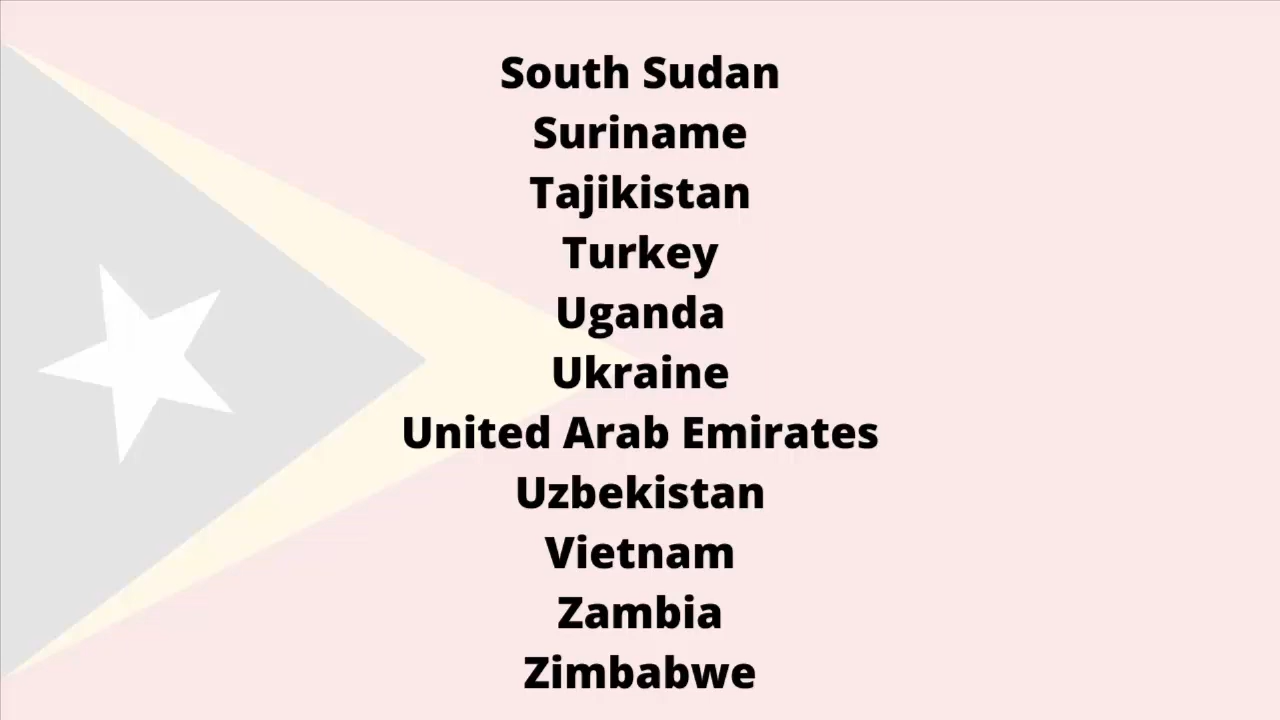 South Sudan
Suriname
Tajikistan
Turkey
Uganda
Ukraine
United Arab Emirates
Uzbekistan
Vietnam
Zambia
Zimbabwe